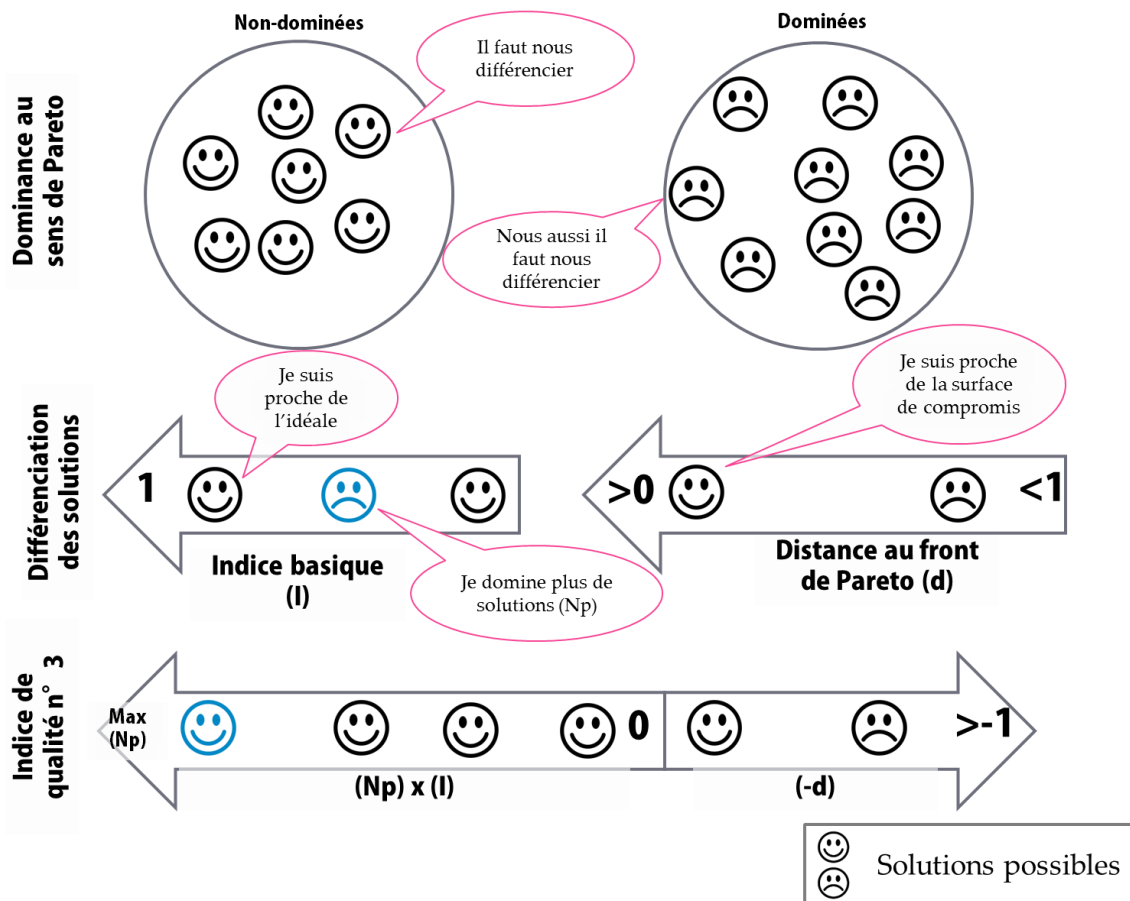 Non-dominées
Dominées
Dominance au
sens de Pareto
Il faut nous
différencier
Nous aussi il
faut nous
différencier
Différenciation
des solutions
Je suis
proche de
l'idéale
Je suis proche
de la surface
de compromis
1
>0
<1
Indice basique
(I)
Je domine plus de
solutions (Np)
Distance au front
de Pareto (d)
Indice de
qualité n° 3
Max
(Np)
0
>-1
(Np) x (I)
(-d)
Solutions possibles